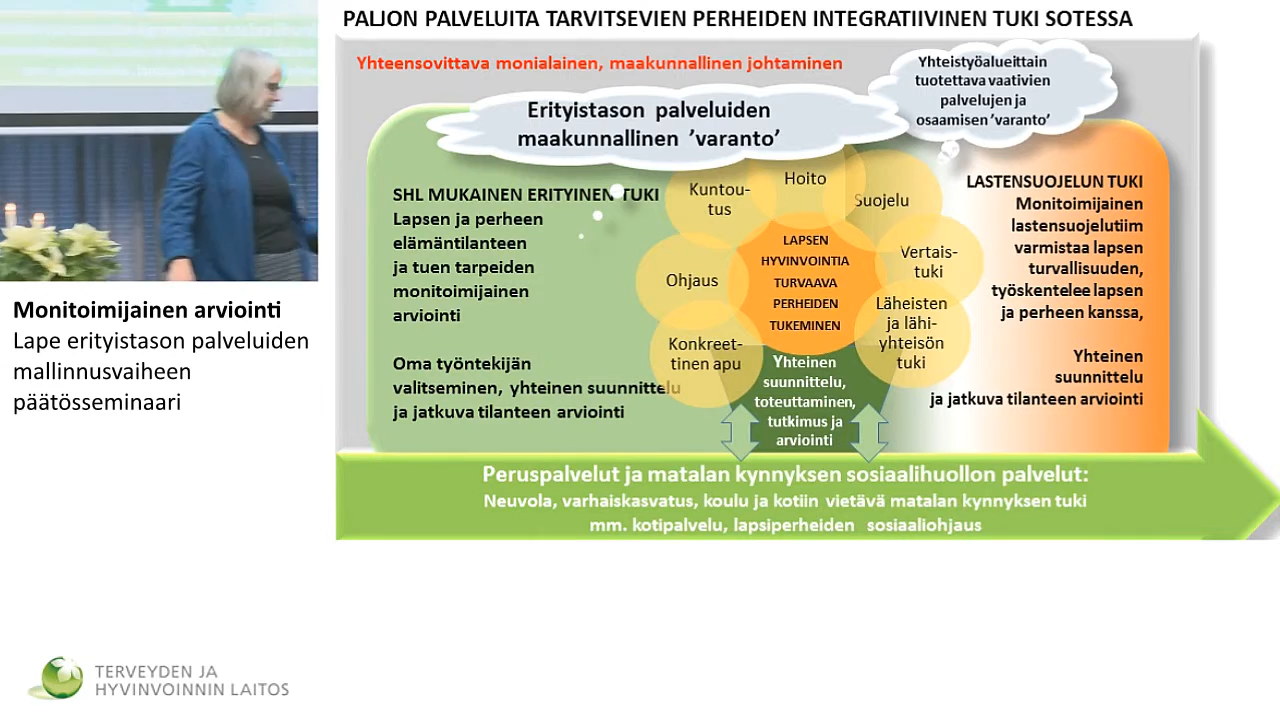 PALJON PALVELUITA TARVITSEVIEN PERHEIDEN INTEGRATIIVINEN TUKI SOTESSA
Yhteensovittava monialainen, maakunnallinen johtaminen
Yhteistyöalueittain
tuotettava vaativien
palvelujen ja
osaamisen ’varanto’
Erityistason palveluiden
maakunnallinen ’varanto’
SHL MUKAINEN ERITYINEN TUKI
Lapsen ja perheen
elämäntilanteen
ja tuen tarpeiden
monitoimijainen
arviointi
Oma työntekijän
valitseminen, yhteinen suunnittelu
ja jatkuva tilanteen arviointi
Kuntou-
tus
Hoito
Suojelu
Ohjaus
Vertais-
tuki
Konkreet-
tinen apu
Läheisten
ja lähi-
yhteisön
tuki
LAPSEN
HYVINVOINTIA
TURVAAVA
PERHEIDEN
TUKEMINEN
Yhteinen
suunnittelu,
toteuttaminen,
tutkimus ja
arviointi
LASTENSUOJELUN TUKI
Monitoimijainen
lastensuojelutiim
varmistaa lapsen
turvallisuuden,
työskentelee lapsen
ja perheen kanssa,
Yhteinen
suunnittelu
ja jatkuva tilanteen arviointi
Peruspalvelut ja matalan kynnyksen sosiaalihuollon palvelut:
Neuvola, varhaiskasvatus, koulu ja kotiin vietävä matalan kynnyksen tuki
mm. kotipalvelu, lapsiperheiden sosiaaliohjaus
Monitoimijainen arviointi
Lape erityistason palveluiden
mallinnusvaiheen
päätösseminaari
TERVEYDEN JA
HYVINVOINNIN LAITOS